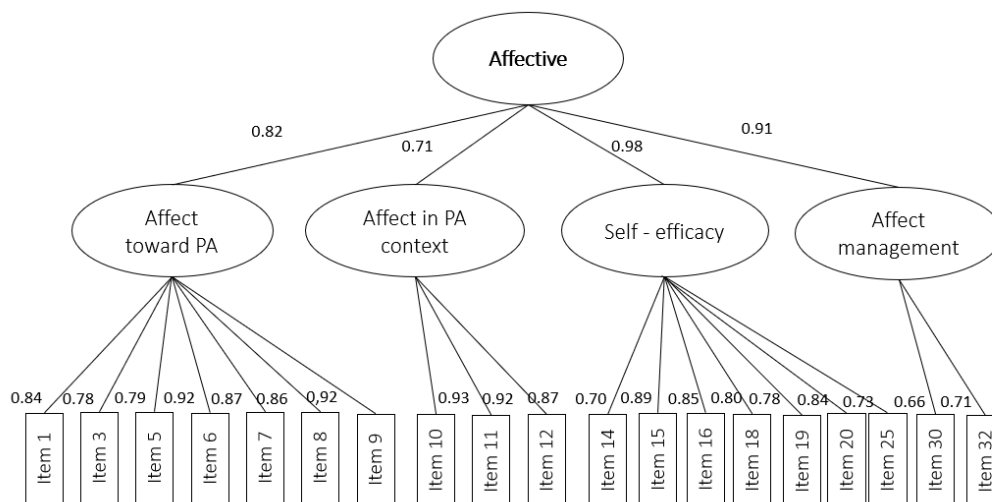 Affective
0.82
0.71
0.98
0.91
Affect
toward PA
Affect in PA
context
Self - efficacy
Affect
management
0.84
0.78
0.79
0.92
0.87
0.86
0,92
0.93
0.92
0.87
0.70
0.89
0.85
0.80
0.78
0.84
0.73
0.66
0.71
Item 1
Item 3
Item 5
Item 6
Item 7
Item 8
Item 9
Item 10
Item 11
Item 12
Item 14
Item 15
Item 16
Item 18
Item 19
Item 20
Item 25
Item 30
Item 32